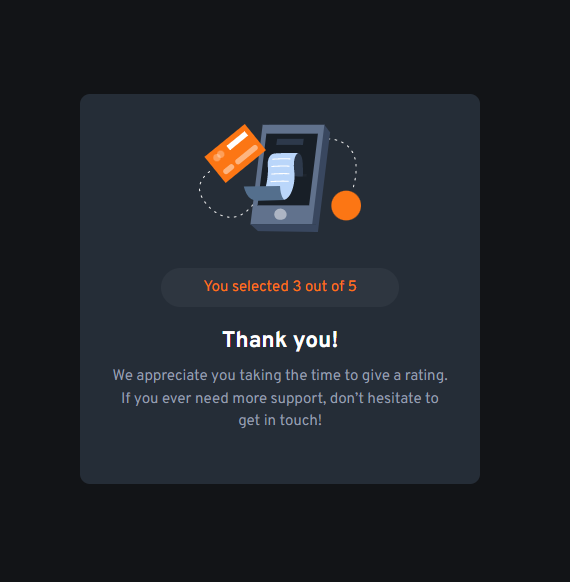 You selected 3 out of 5
Thank you!
We appreciate you taking the time to give a rating.
If you ever need more support, don't hesitate to
get in touch!